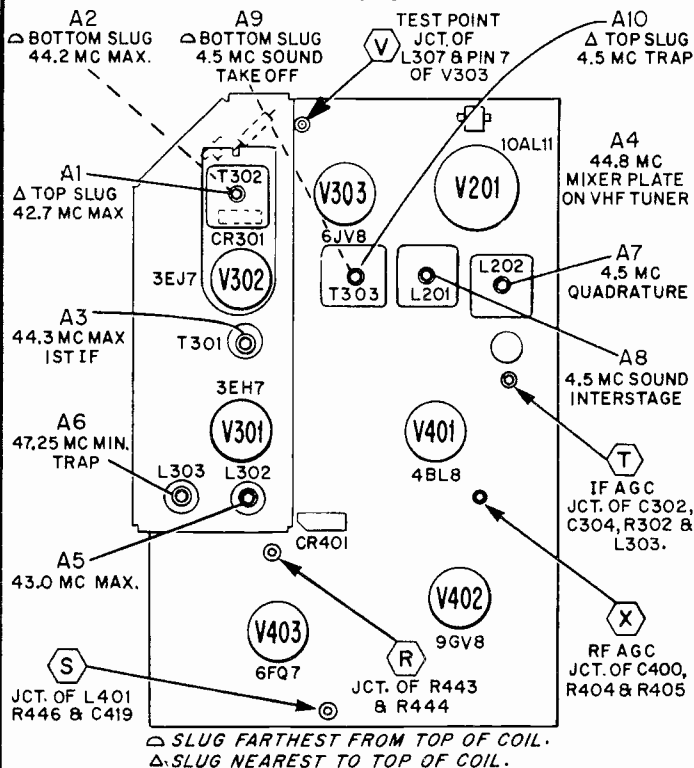 A2
⌓ BOTTOM SLUG
44.2 MC MAX.
A9
⌓ BOTTOM SLUG
4.5 MC SOUND
TAKE OFF
V
TEST POINT
JCT. OF
L307 & PIN 7
OF V303
A10
Δ TOP SLUG
4.5 MC TRAP
A1
Δ TOP SLUG
42.7 MC MAX
T302
CR301
V303
6JV8
10AL11
V201
A4
44.8 MC
MIXER PLATE
ON VHF TUNER
3EJ7
V302
T303
L201
L202
A7
4.5 MC
QUADRATURE
A3
44.3 MC MAX
1ST IF
T301
A8
4.5 MC SOUND
INTERSTAGE
3EH7
V301
V401
4BL8
A6
47.25 MC MIN.
TRAP
L303
L302
T
IF AGC
JCT. OF C302,
C304, R302 &
L303.
CR401
A5
43.0 MC MAX.
V403
6FQ7
V402
9GV8
X
RF AGC
JCT. OF C400,
R404 & R405
S
JCT. OF L401
R446 & C419
R
JCT. OF R443
& R444
⌓ SLUG FARTHEST FROM TOP OF COIL.
Δ SLUG NEAREST TO TOP OF COIL.